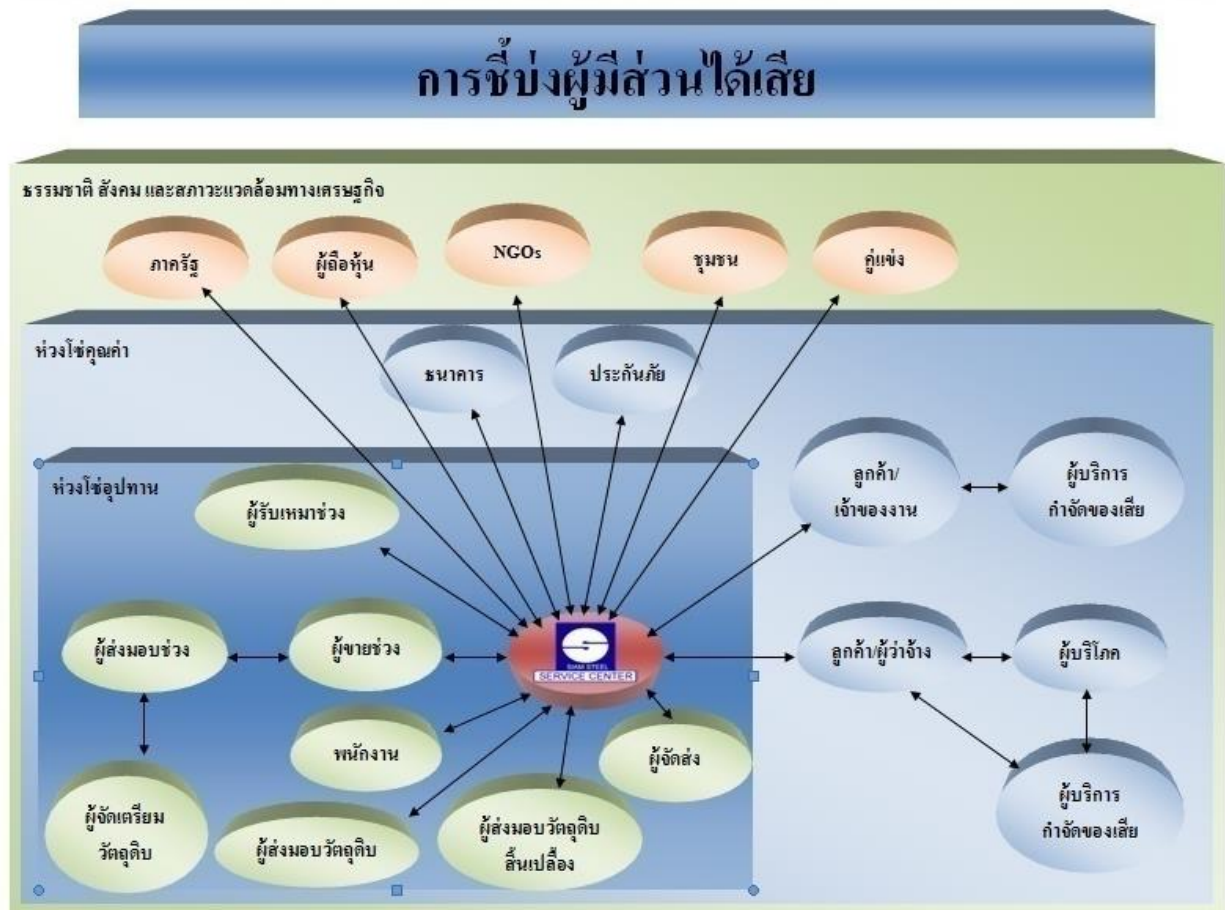 การชี้บ่งผู้มีส่วนได้เสีย
ธรรมชาติ สังคม และสภาวะแวดล้อมทางเศรษฐกิจ
ภาครัฐ
ผู้ถือหุ้น
NGOs
ชุมชน
คู่แข่ง
ห่วงโซ่คุณค่า
ธนาคาร
ประกันภัย
ลูกค้า/
เจ้าของงาน
ผู้บริการ
กำจัดของเสีย
ห่วงโซ่อุปทาน
ผู้รับเหมาช่วง
ผู้ส่งมอบช่วง
ผู้ขายช่วง
SIAM STEEL
SERVICE CENTER
ลูกค้า/ผู้ว่าจ้าง
ผู้บริโภค
พนักงาน
ผู้จัดส่ง
ผู้จัดเตรียม
วัตถุดิบ
ผู้ส่งมอบวัตถุดิบ
ผู้ส่งมอบวัตถุดิบ
สิ้นเปลื้อง
ผู้บริการ
กำจัดของเสีย